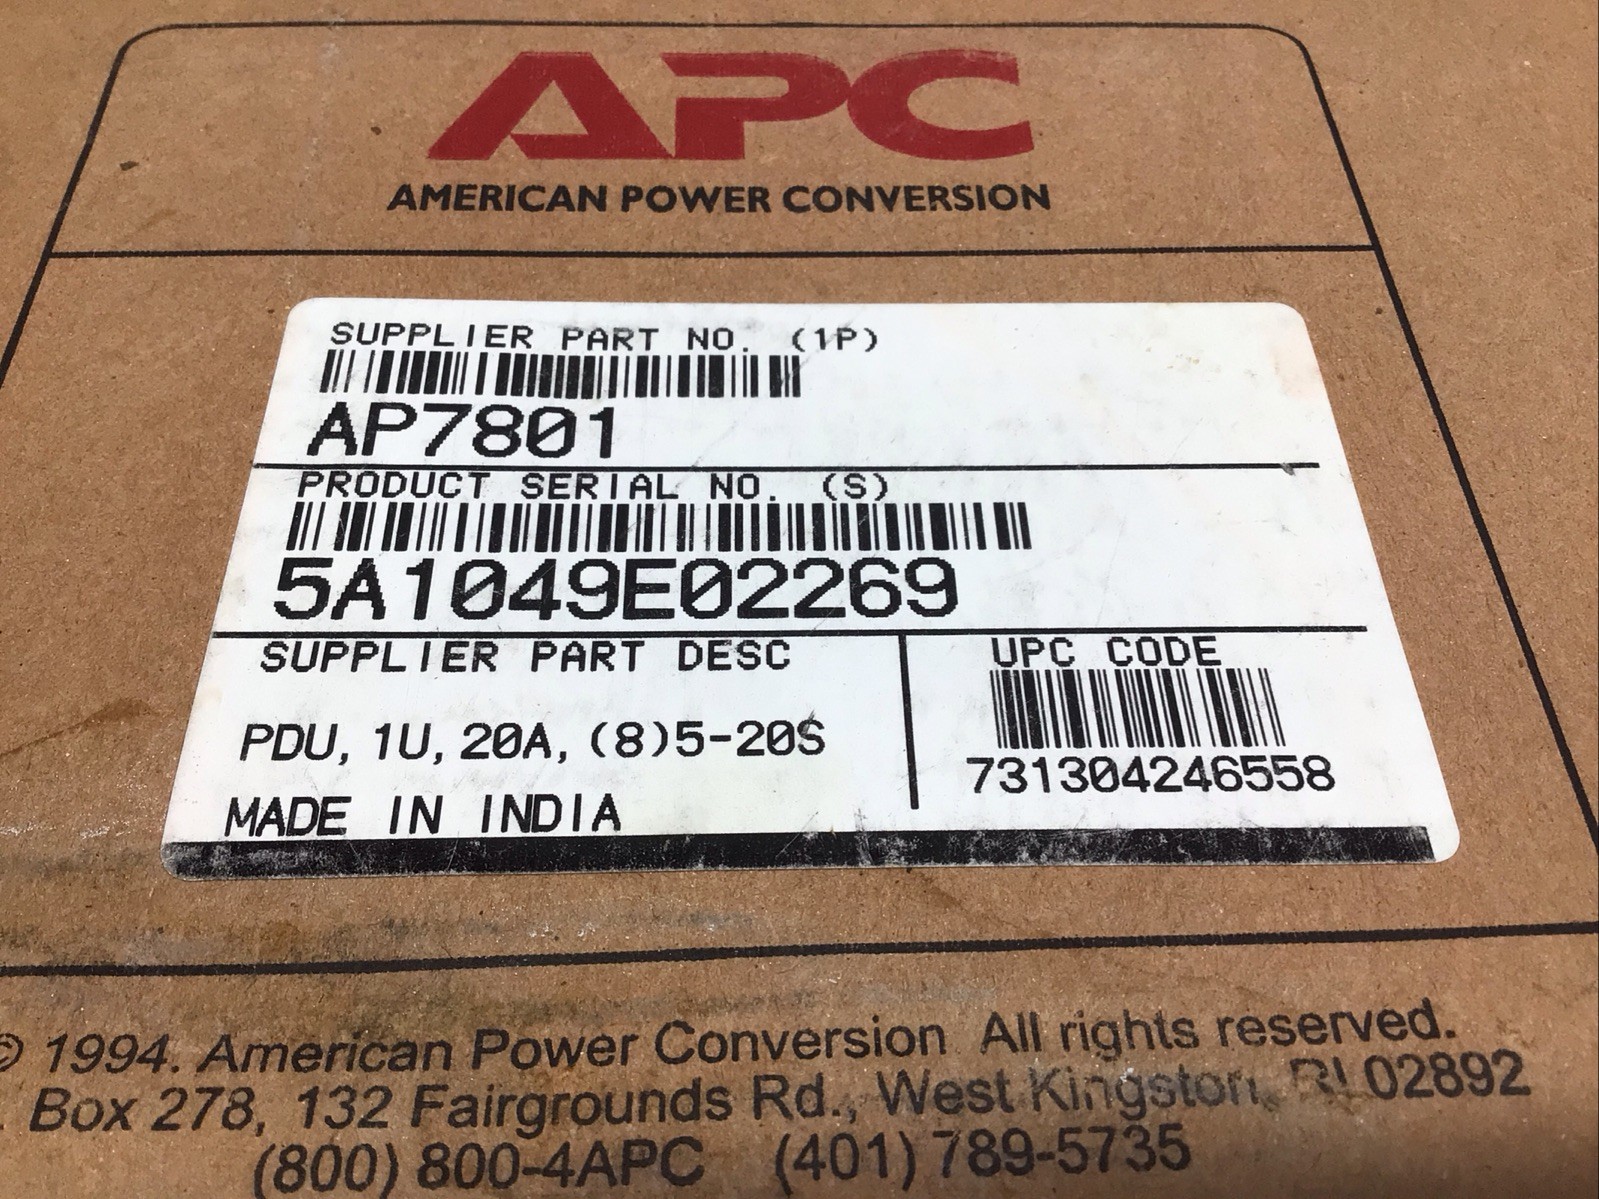 APC
AMERICAN POWER CONVERSION
SUPPLIER PART NO. (1P)
AP7801
PRODUCT SERIAL NO. (S)
5A1049E02269
SUPPLIER PART DESC
PDU, 1U, 20A, (8)5-20S
MADE IN INDIA
UPC CODE
731304246558
© 1994. American Power Conversion All rights reserved.
. Box 278, 132 Fairgrounds Rd., West Kingston, RI 02892
(800) 800-4APC (401) 789-5735